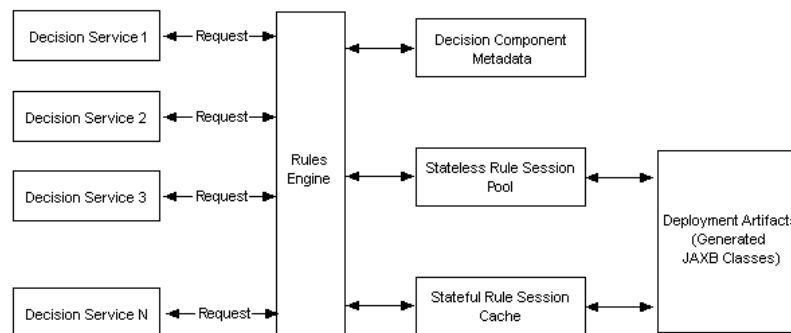 Decision Service 1
Request
Decision Component
Metadata
Decision Service 2
Request
Decision Service 3
Request
Rules
Engine
Stateless Rule Session
Pool
Deployment Artifacts
(Generated
JAXB Classes)
Decision Service N
Request
Stateful Rule Session
Cache